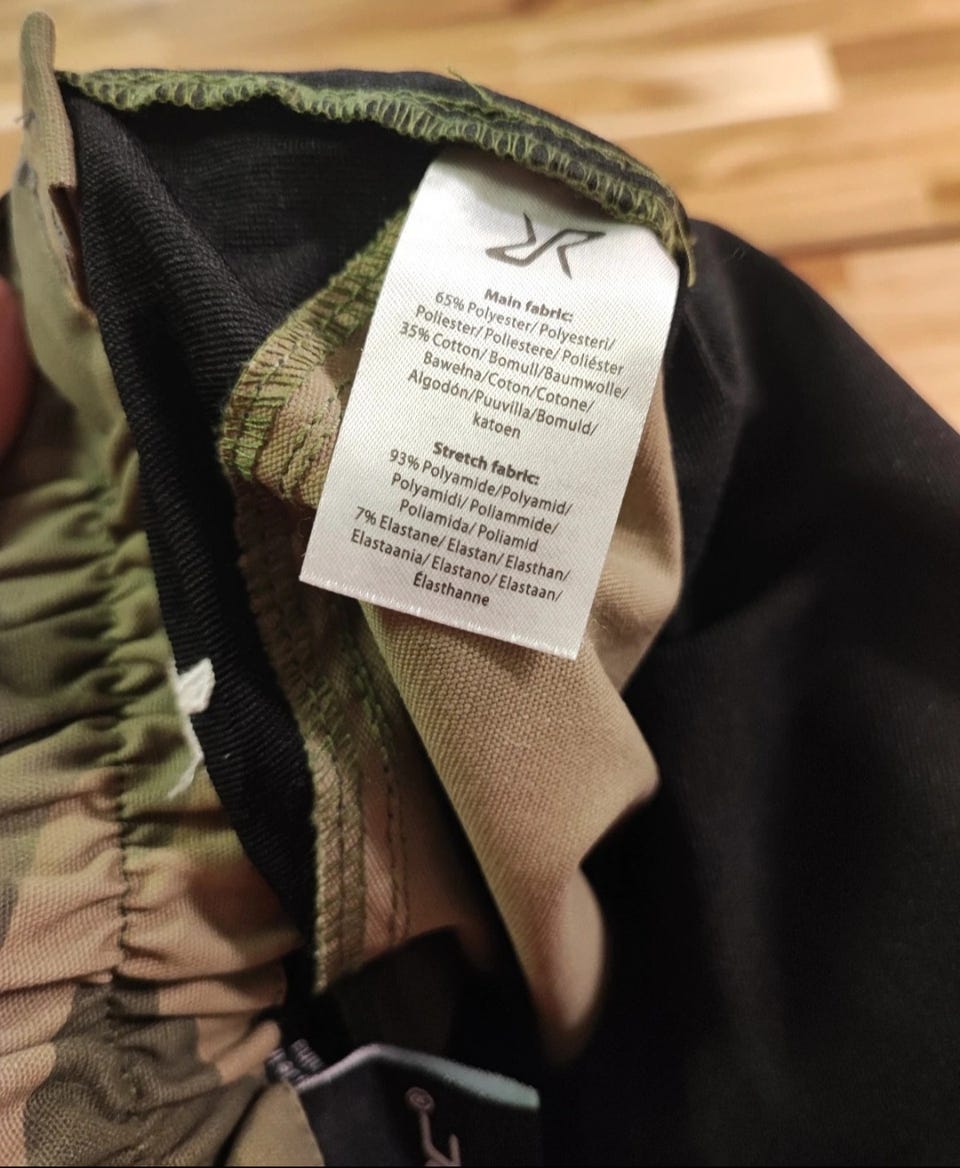 Main fabric:
65% Polyester/ Polyesteri/
Poliester/ Poliestere/ Poliéster
35% Cotton/ Bomull/Baumwolle/
Bawełna/Coton/Cotone/
Algodón/Puuvilla/Bomuld/
katoen
Stretch fabric:
93% Polyamide/Polyamid/
Polyamidi/ Poliammide/
Poliamida/ Poliamid
7% Elastane/ Elastan/ Elasthan/
Elastaania/ Elastano/ Elastaan/
Élasthanne